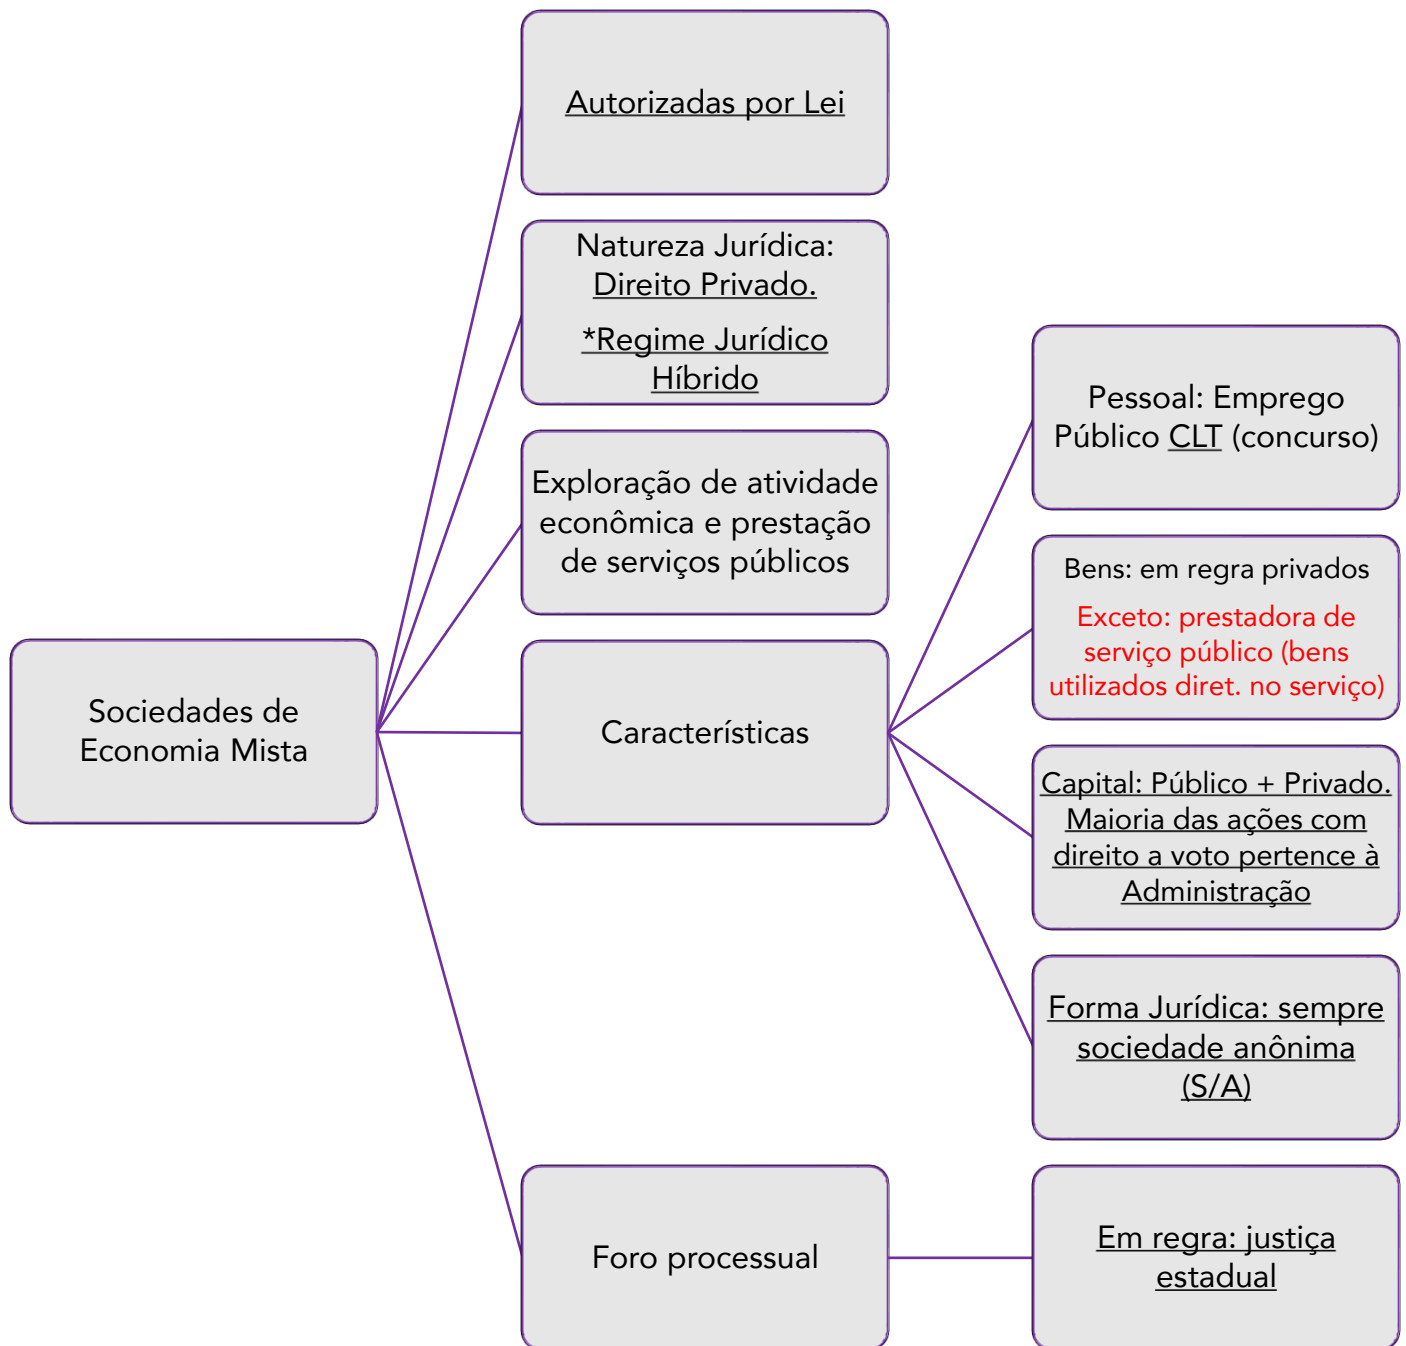 Autorizadas por Lei
Natureza Jurídica:
Direito Privado.
*Regime Jurídico
Híbrido
Exploração de atividade
econômica e prestação
de serviços públicos
Sociedades de
Economia Mista
Características
Pessoal: Emprego
Público CLT (concurso)
Bens: em regra privados
Exceto: prestadora de
serviço público (bens
utilizados diret. no serviço)
Capital: Público + Privado.
Maioria das ações com
direito a voto pertence à
Administração
Forma Jurídica: sempre
sociedade anônima
(S/A)
Foro processual
Em regra: justiça
estadual